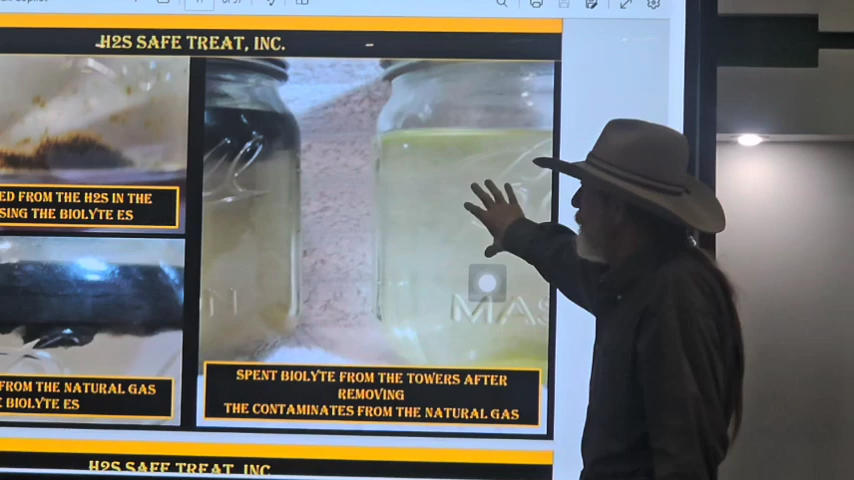 H2S SAFE TREAT, INC.
ED FROM THE H2S IN THE
SING THE BIOLYTE ES
FROM THE NATURAL GAS
BIOLYTE ES
MAS
SPENT BIOLYTE FROM THE TOWERS AFTER
REMOVING
THE CONTAMINATES FROM THE NATURAL GAS
H2S SAFE TREAT, INC